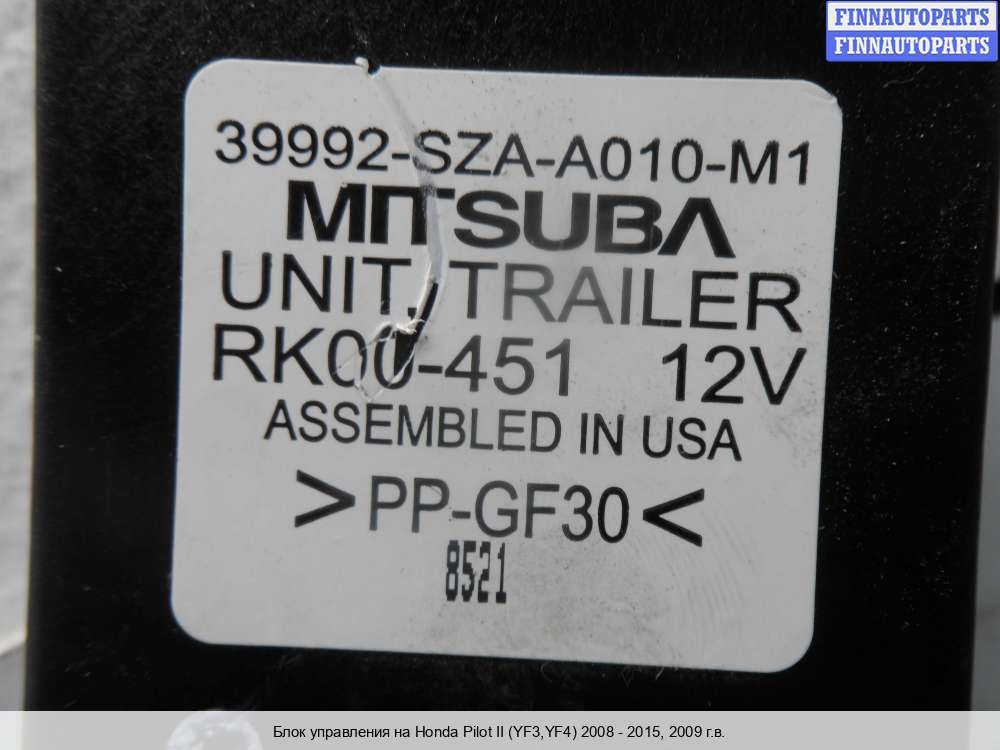 FINNAUTOPARTS
FINNAUTOPARTS
39992-SZA-A010-M1
MITSUBA
UNIT, TRAILER
RK00-451 12V
ASSEMBLED IN USA
>PP-GF30<
8521
Блок управления на Honda Pilot II (YF3,YF4) 2008 - 2015, 2009 г.в.